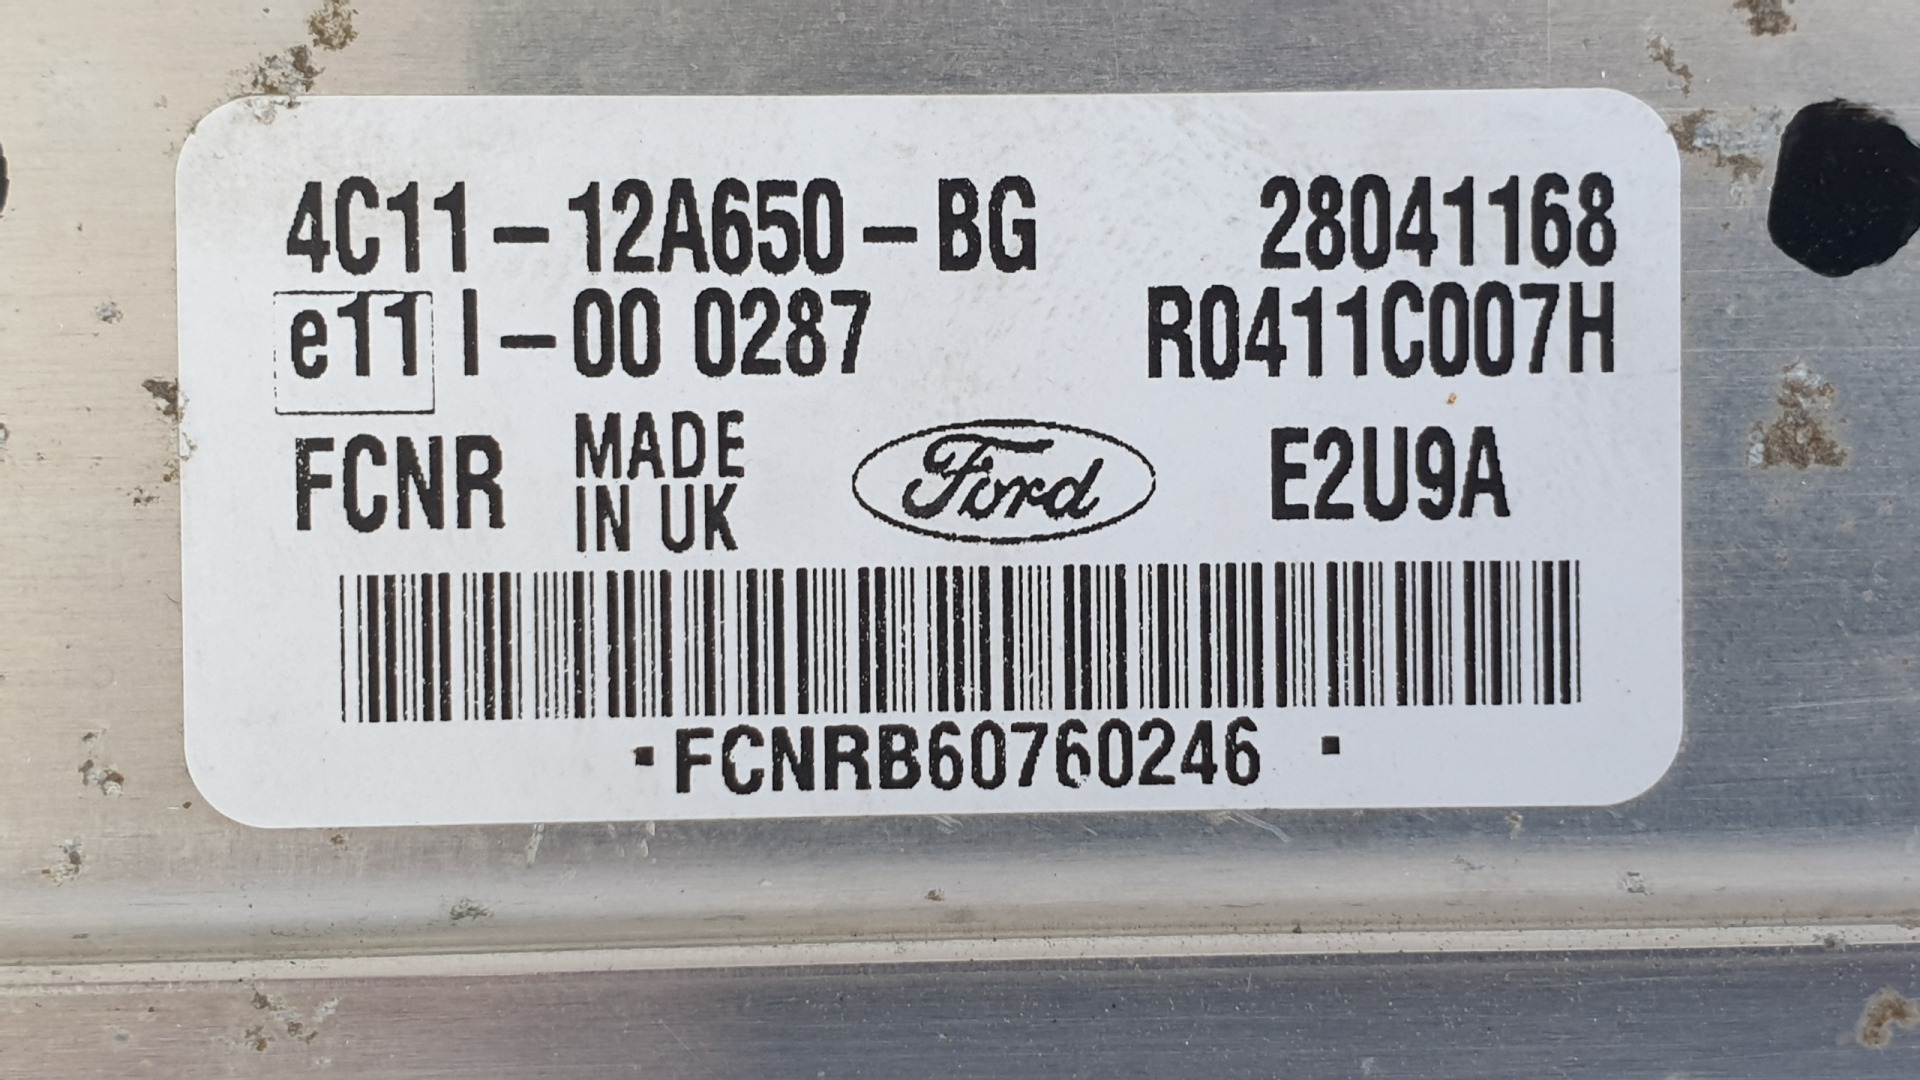 4C11-12A650-BG 28041168
e11 I-00 0287 R0411C007H
FCNR MADE IN UK Ford E2U9A
FCNRB60760246